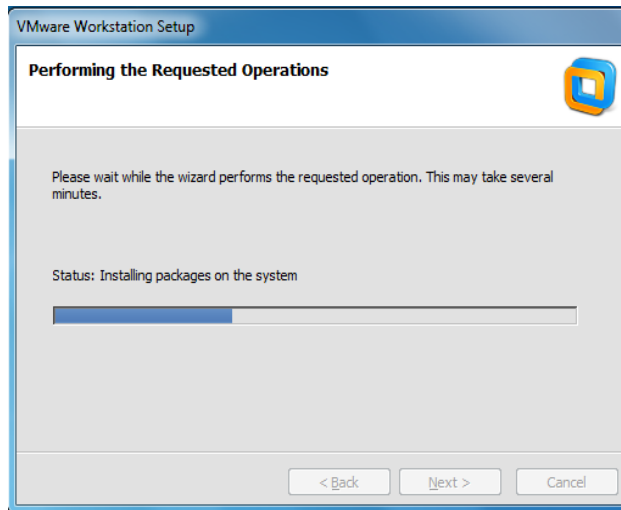 VMware Workstation Setup
Performing the Requested Operations
Please wait while the wizard performs the requested operation. This may take several
minutes.
Status: Installing packages on the system
< Back Next > Cancel